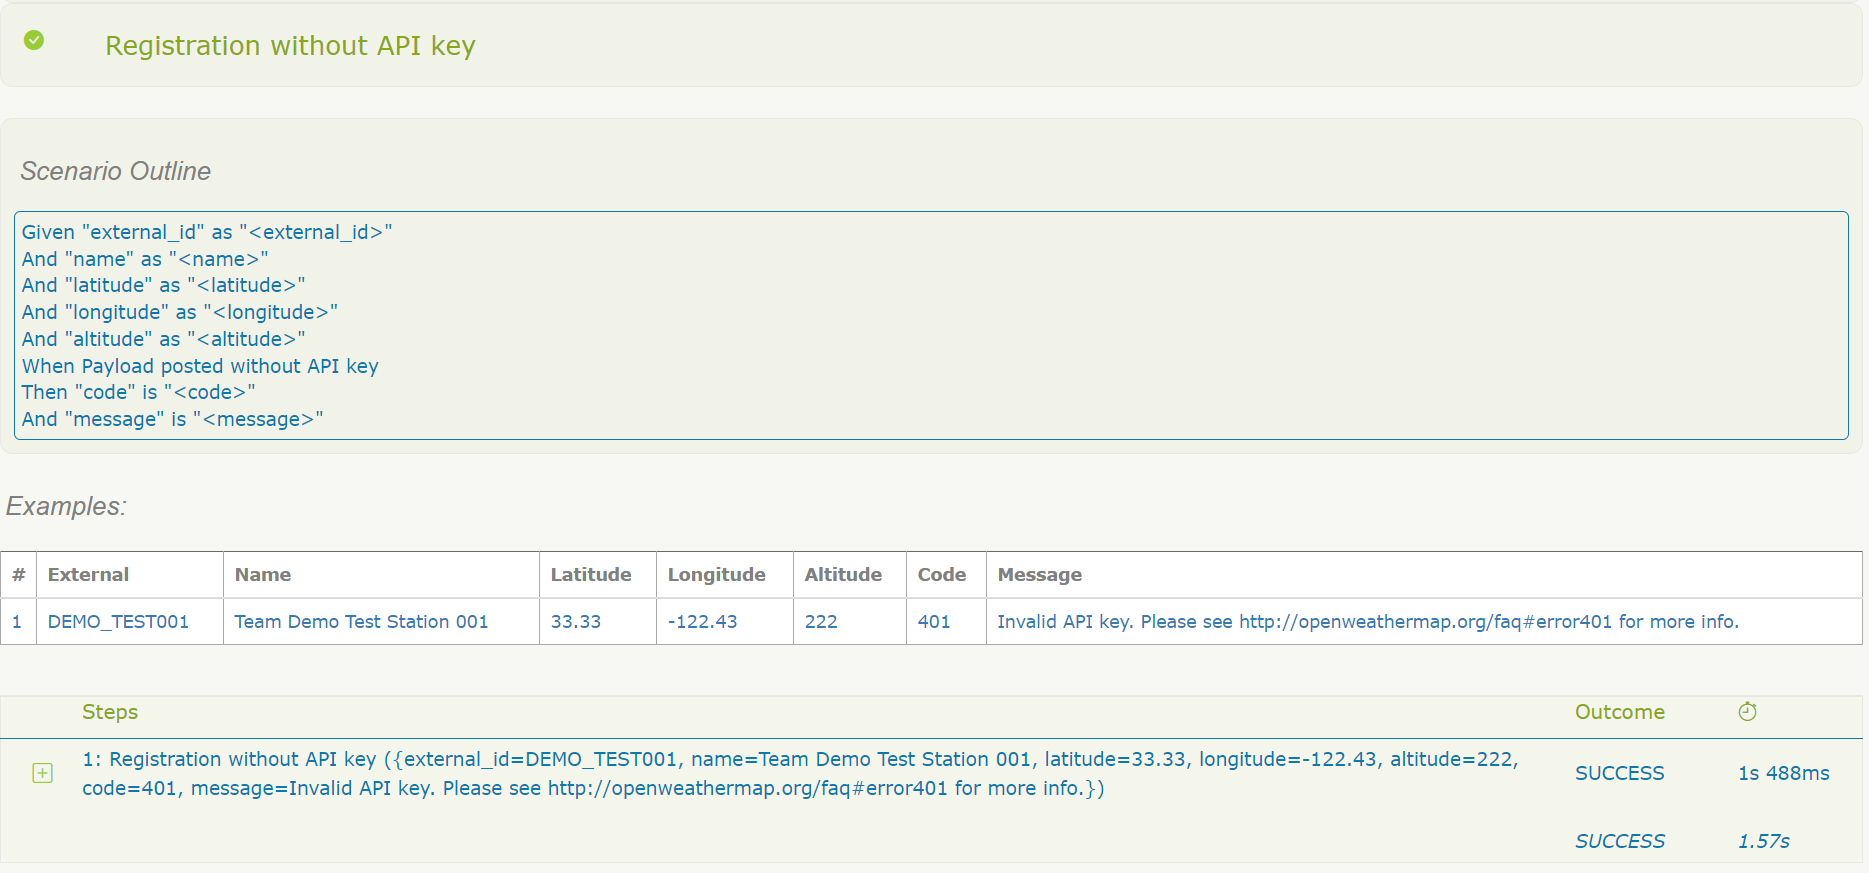 Registration without API key
Scenario Outline
Given "external_id" as "<external_id>"
And "name" as "<name>"
And "latitude" as "<latitude>"
And "longitude" as "<longitude>"
And "altitude" as "<altitude>"
When Payload posted without API key
Then "code" is "<code>"
And "message" is "<message>"
Examples:
# External Name Latitude Longitude Altitude Code Message
1 DEMO_TEST001 Team Demo Test Station 001 33.33 -122.43 222 401 Invalid API key. Please see http://openweathermap.org/faq#error401 for more info.
Steps Outcome
1: Registration without API key ({external_id=DEMO_TEST001, name=Team Demo Test Station 001, latitude=33.33, longitude=-122.43, altitude=222,
code=401, message=Invalid API key. Please see http://openweathermap.org/faq#error401 for more info.})
SUCCESS 1s 488ms
SUCCESS 1.57s